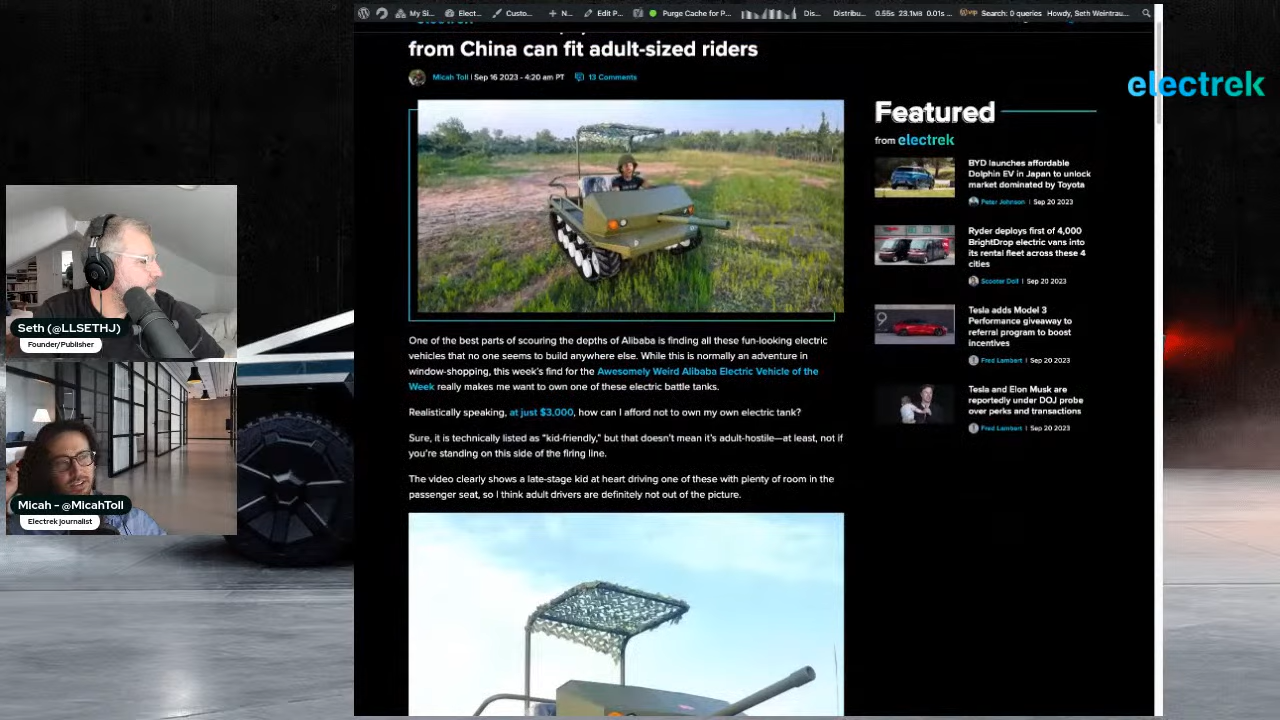 My Si...
Elect...
Custo...
N...
Edit P...
Purge Cache for P...
Dis...
Distribu...
0.55s 23.1MB 0.01s ...
Search: 0 queries
Howdy, Seth Weintrau...
from China can fit adult-sized riders
Micah Toll | Sep 16 2023 - 4:20 am PT
13 Comments
electrek
Featured
from electrek
BYD launches affordable
Dolphin EV in Japan to unlock
market dominated by Toyota
Peter Johnson | Sep 20 2023
Ryder deploys first of 4,000
BrightDrop electric vans into
its rental fleet across these 4
cities
Scooter Doll | Sep 20 2023
Tesla adds Model 3
Performance giveaway to
referral program to boost
incentives
Fred Lambert | Sep 20 2023
Tesla and Elon Musk are
reportedly under DOJ probe
over perks and transactions
Fred Lambert | Sep 20 2023
Seth (@LLSETHJ)
Founder/Publisher
Micah - @MicahToll
Electrek journalist
One of the best parts of scouring the depths of Alibaba is finding all these fun-looking electric
vehicles that no one seems to build anywhere else. While this is normally an adventure in
window-shopping, this week's find for the Awesomely Weird Alibaba Electric Vehicle of the
Week really makes me want to own one of these electric battle tanks.
Realistically speaking, at just $3,000, how can I afford not to own my own electric tank?
Sure, it is technically listed as "kid-friendly," but that doesn't mean it's adult-hostile—at least, not if
you're standing on this side of the firing line.
The video clearly shows a late-stage kid at heart driving one of these with plenty of room in the
passenger seat, so I think adult drivers are definitely not out of the picture.